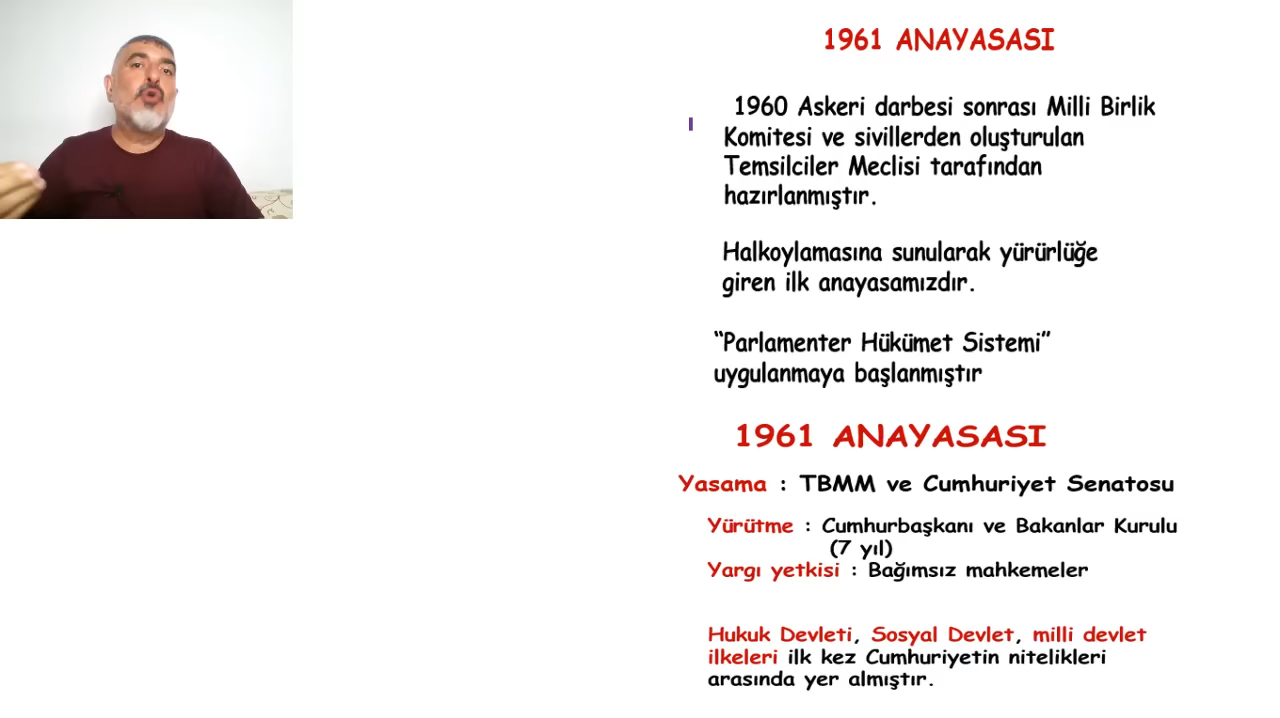 1961 ANAYASASI
1960 Askeri darbesi sonrası Milli Birlik
Komitesi ve sivillerden oluşturulan
Temsilciler Meclisi tarafından
hazırlanmıştır.
Halkoylamasına sunularak yürürlüğe
giren ilk anayasamızdır.
“Parlamenter Hükümet Sistemi”
uygulanmaya başlanmıştır
1961 ANAYASASI
Yasama : TBMM ve Cumhuriyet Senatosu
Yürütme : Cumhurbaşkanı ve Bakanlar Kurulu
(7 yıl)
Yargı yetkisi : Bağımsız mahkemeler
Hukuk Devleti, Sosyal Devlet, milli devlet
ilkeleri ilk kez Cumhuriyetin nitelikleri
arasında yer almıştır.